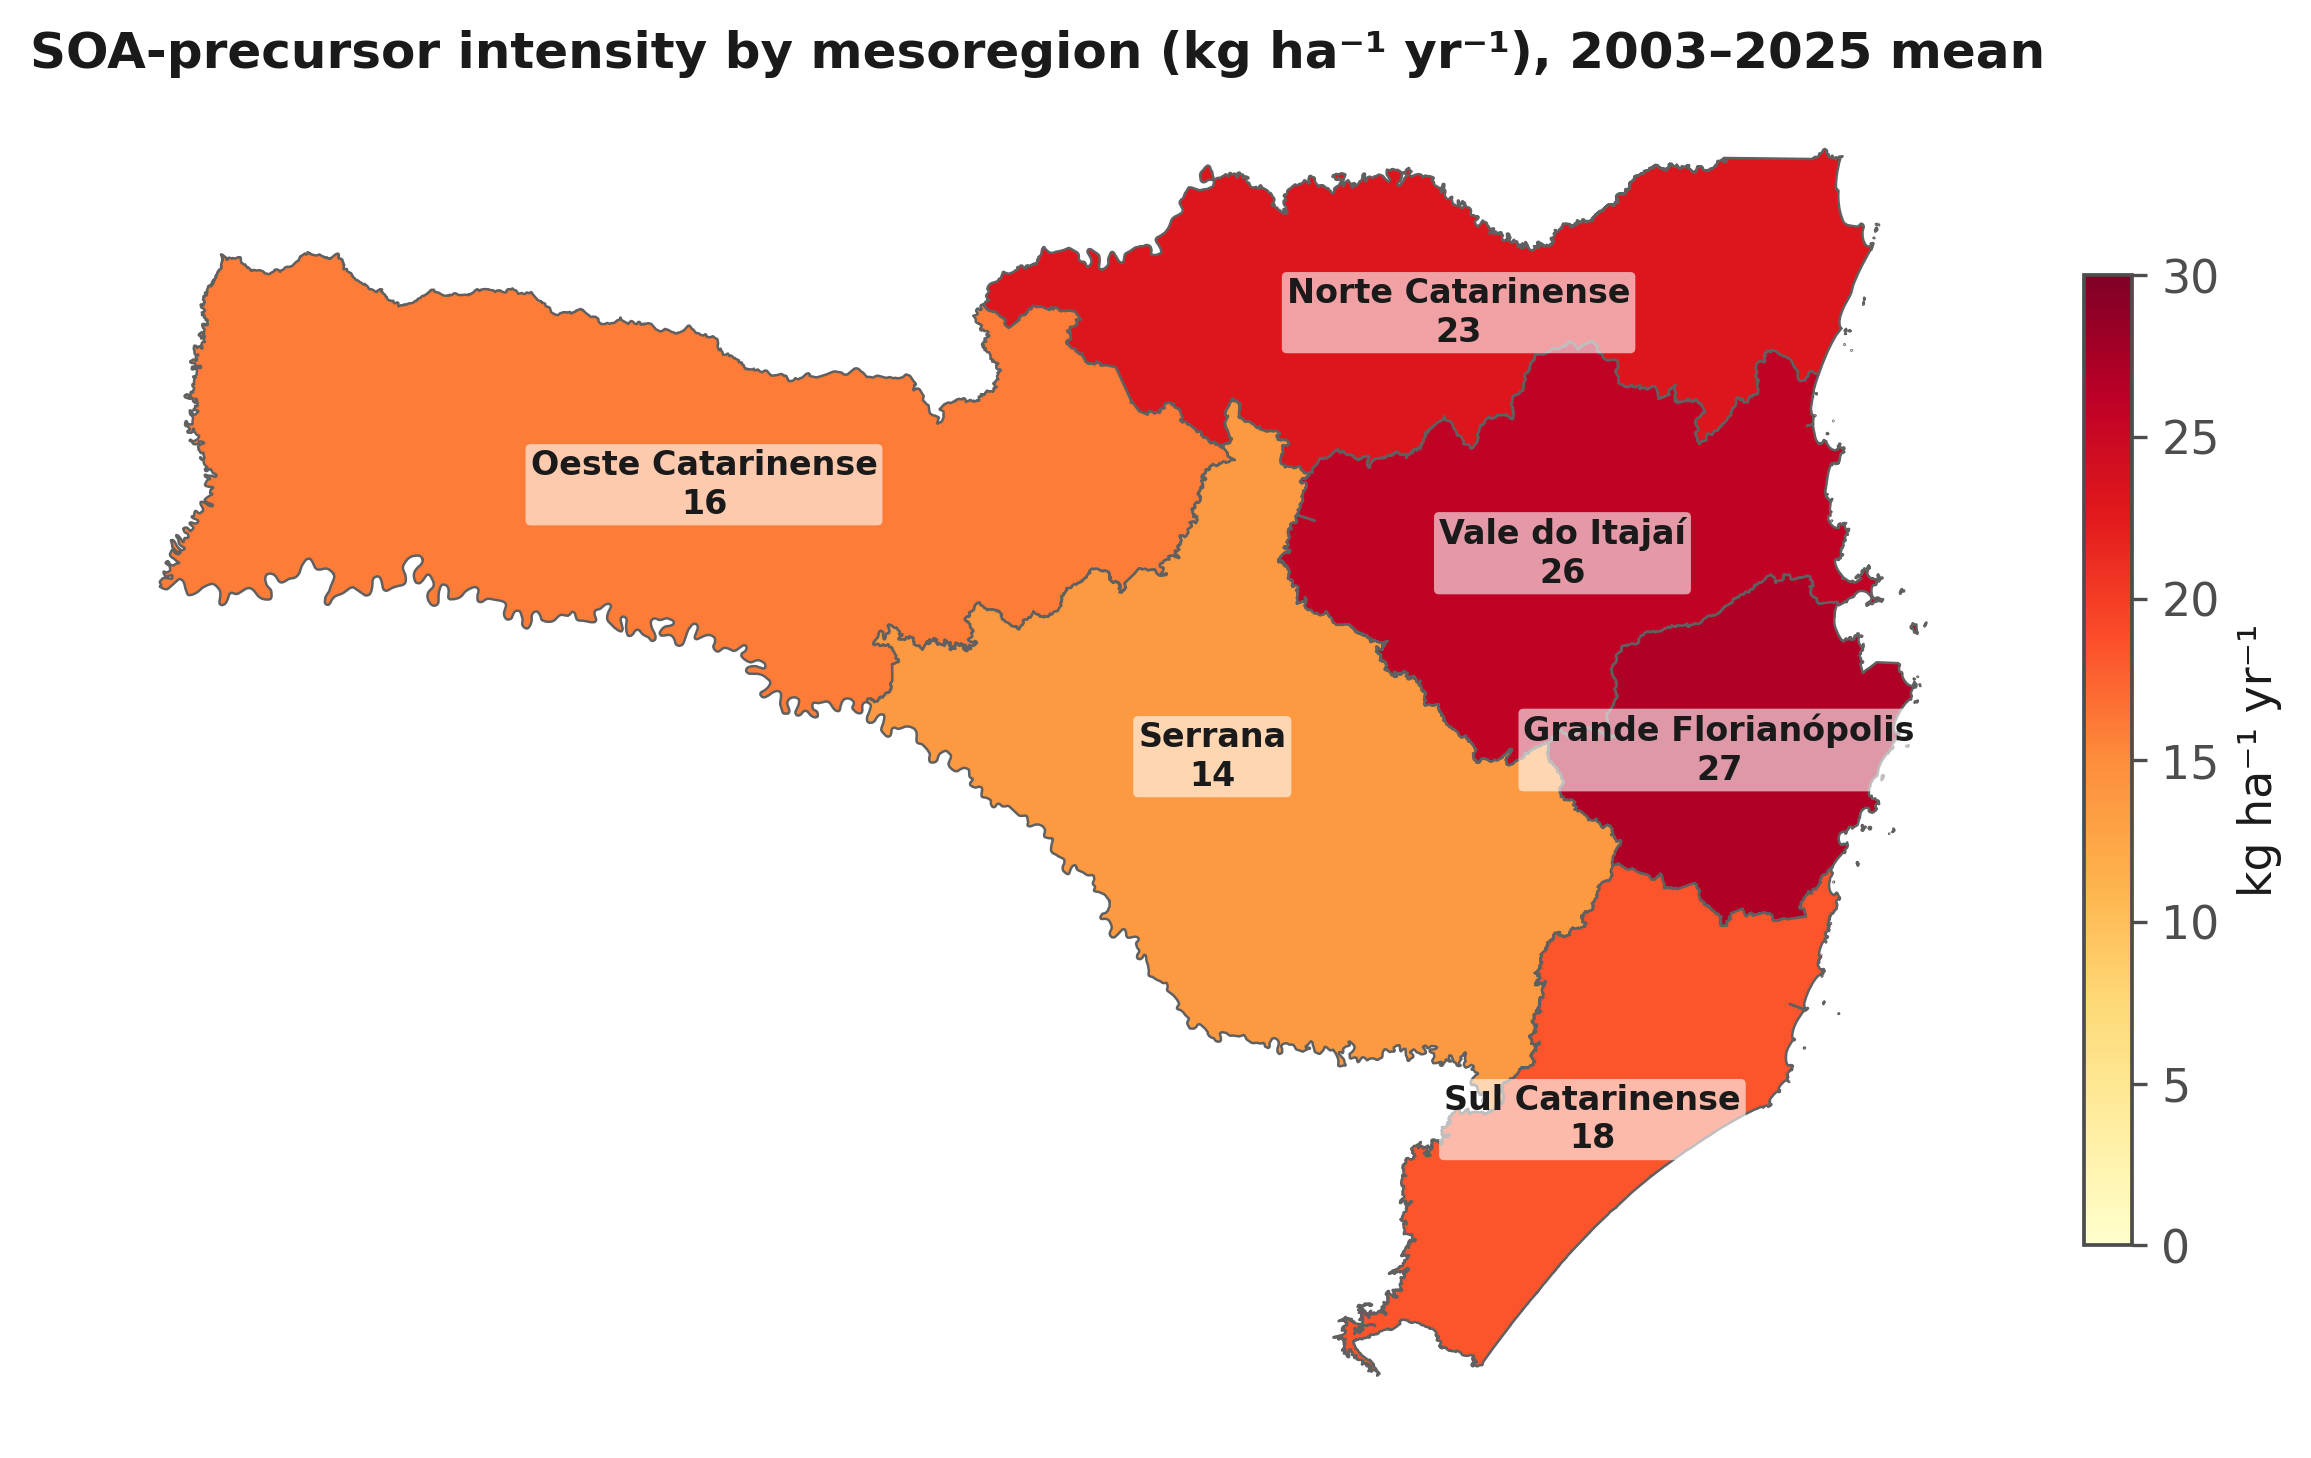 SOA-precursor intensity by mesoregion (kg ha⁻¹ yr⁻¹), 2003–2025 mean
Norte Catarinense
23
Oeste Catarinense
16
Vale do Itajaí
26
Serrana
14
Grande Florianópolis
27
Sul Catarinense
18
30
25
20
15
10
5
0
kg ha⁻¹ yr⁻¹